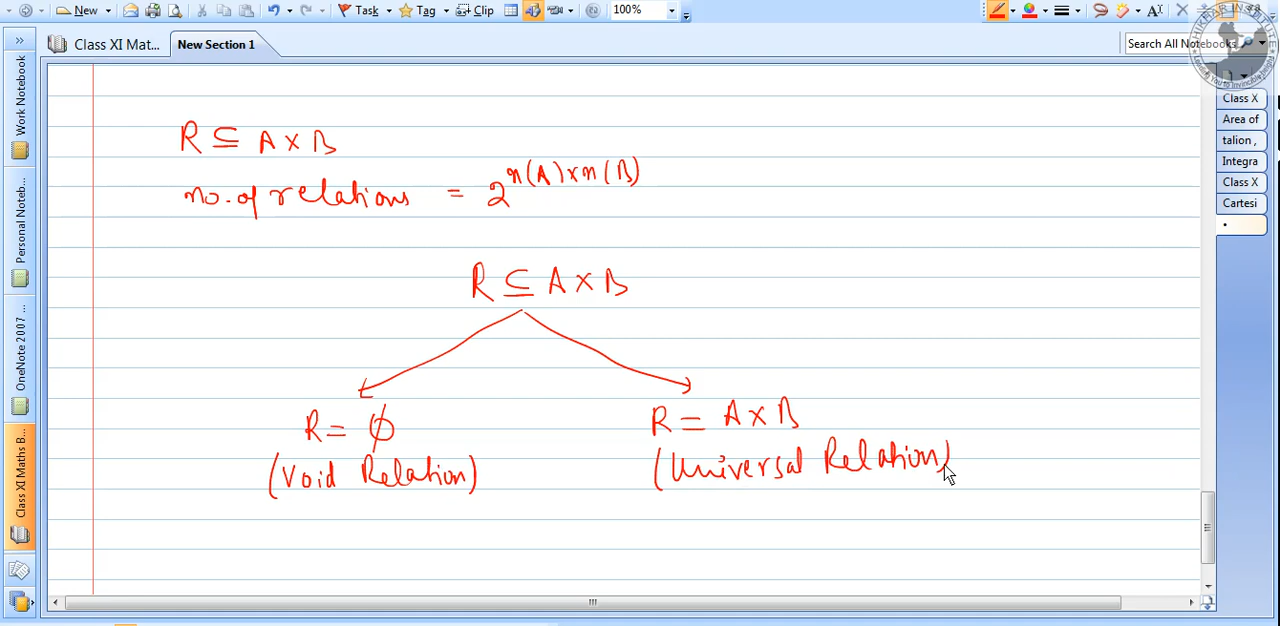 New Task Tag Clip 100%
Class XI Mat... New Section 1 Search All Notebooks
Work Notebook
Personal Noteb...
OneNote 2007 ...
Class XI Maths B...
R ⊆ A × B
no. of relations = 2^{n(A)×n(B)}
R ⊆ A × B
R = ϕ
(Void Relation)
R = A × B
(Universal Relation)
Class X
Area of
talion ,
Integra
Class X
Cartesi